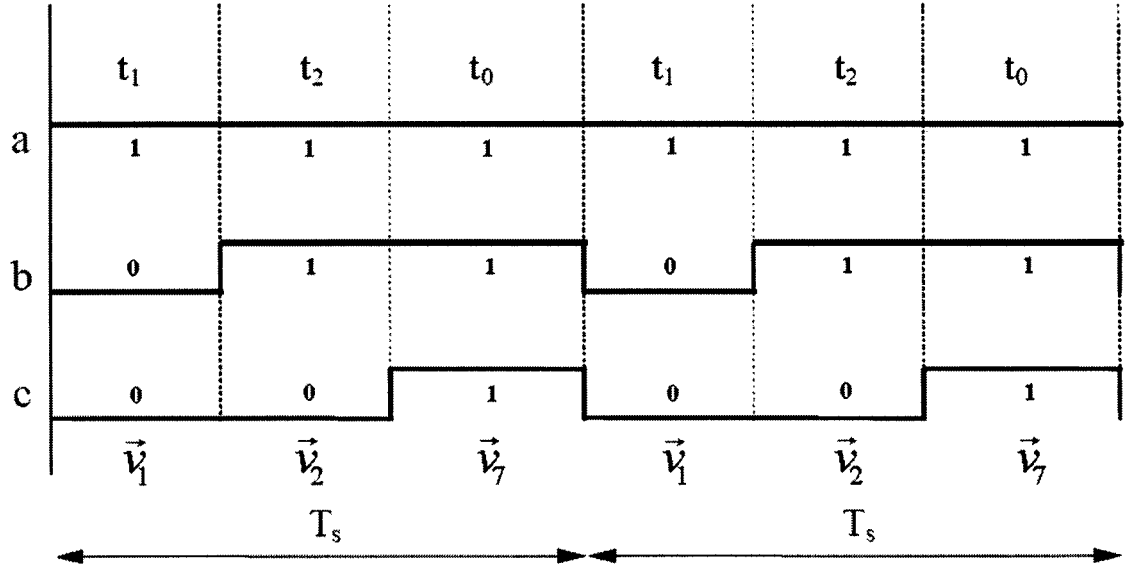 t₁ t₂ t₀ t₁ t₂ t₀
a
1 1 1 1 1 1
b
0 1 1 0 1 1
c
0 0 1 0 0 1
v⃗₁ v⃗₂ v⃗₇ v⃗₁ v⃗₂ v⃗₇
Tₛ Tₛ